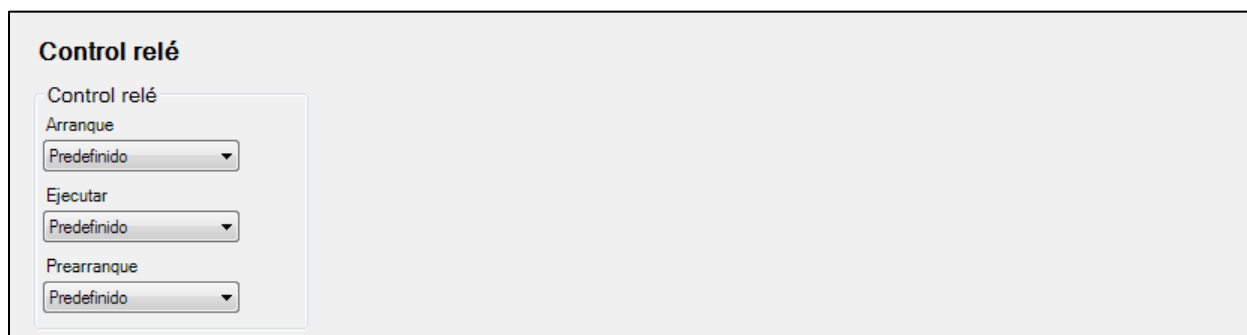 Control relé
Control relé
Arranque
Predefinido
Ejecutar
Predefinido
Prearranque
Predefinido